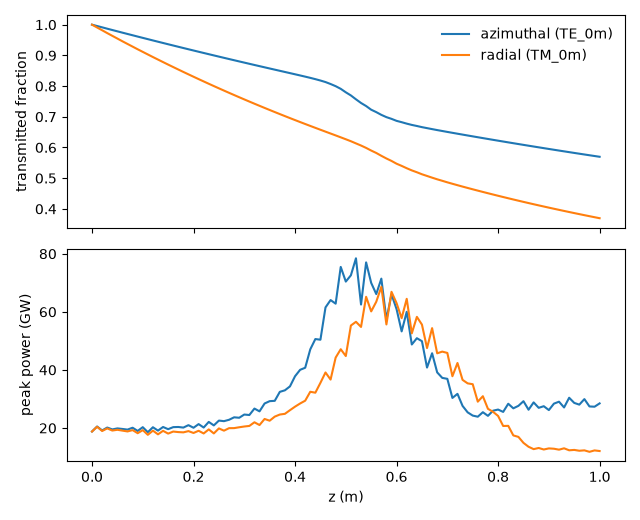 1.0
0.9
0.8
0.7
0.6
0.5
0.4
transmitted fraction
azimuthal (TE_0m)
radial (TM_0m)
80
60
40
20
peak power (GW)
0.0 0.2 0.4 0.6 0.8 1.0
z (m)